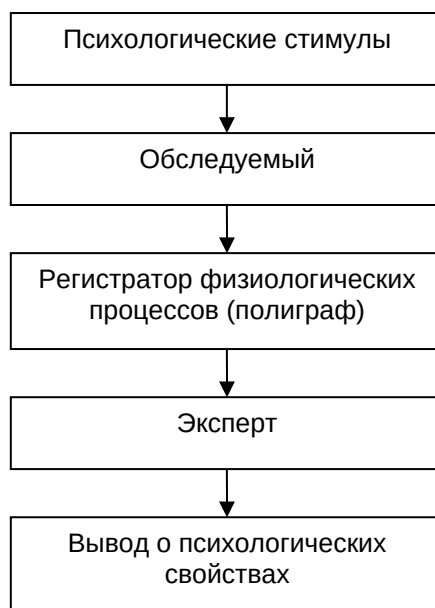 Психологические стимулы
Обследуемый
Регистратор физиологических
процессов (полиграф)
Эксперт
Вывод о психологических
свойствах